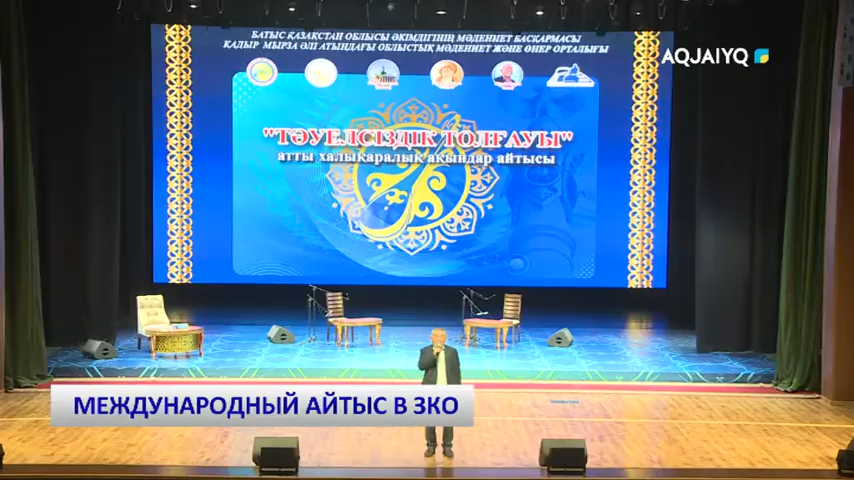 БАТЫС ҚАЗАҚСТАН ОБЛЫСЫ ӘКІМДІГІНІҢ МӘДЕНИЕТ БАСҚАРМАСЫ
ҚАДЫР МЫРЗА ӘЛІ АТЫНДАҒЫ ОБЛЫСТЫҚ МӘДЕНИЕТ ЖӘНЕ ӨНЕР ОРТАЛЫҒЫ
AQJAIYQ
"ТӘУЕЛСІЗДІК ТОЛҒАУЫ"
атты халықаралық ақындар айтысы
МЕЖДУНАРОДНЫЙ АЙТЫС В ЗКО